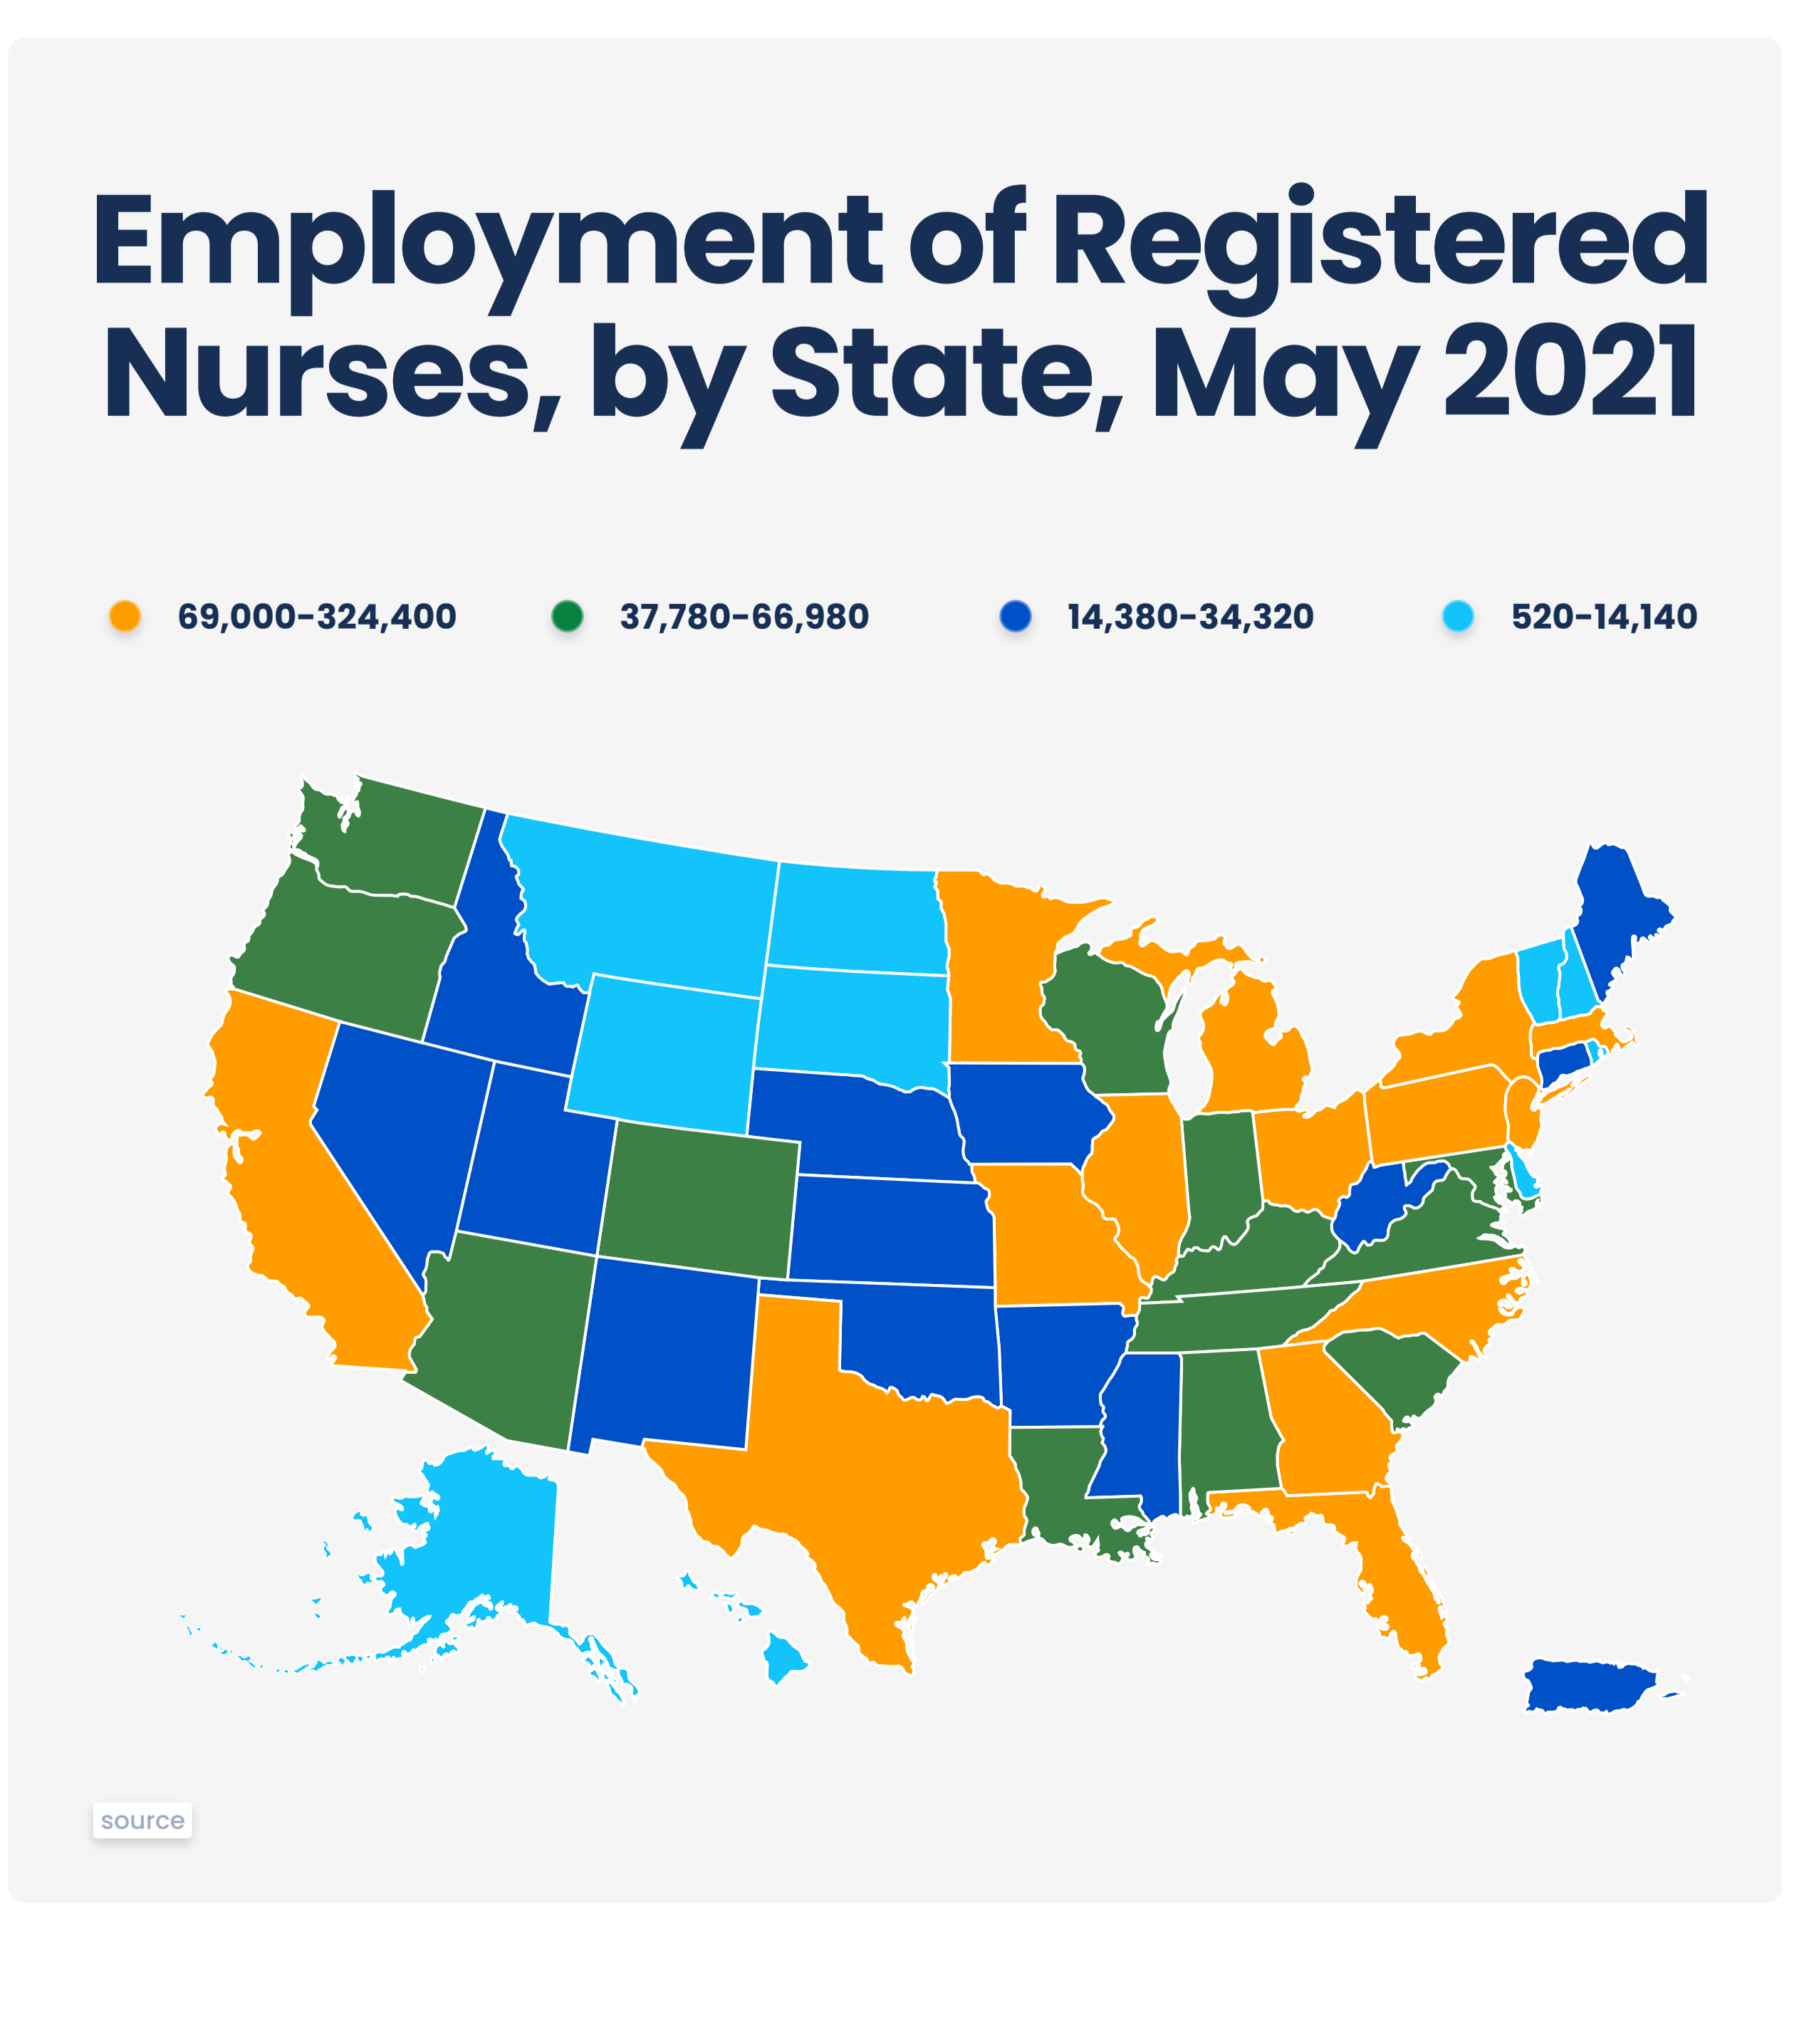 Employment of Registered
Nurses, by State, May 2021
69,000-324,400
37,780-66,980
14,380-34,320
520-14,140
source